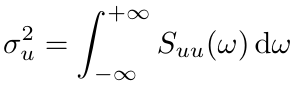 σ_u^2 = ∫_{-∞}^{+∞} S_{uu}(ω) dω